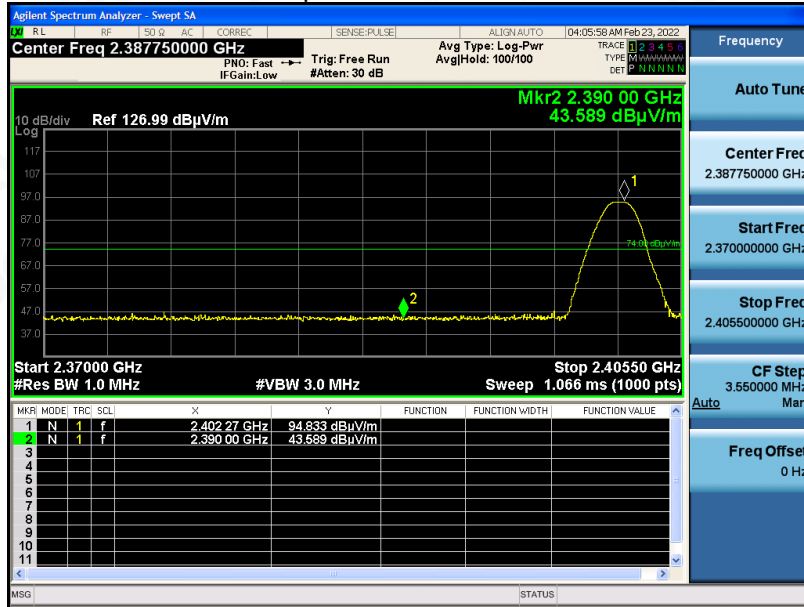 Agilent Spectrum Analyzer - Swept SA
RL RF 50 Ω AC CORREC SENSE:PULSE ALIGN AUTO 04:05:58 AM Feb 23, 2022
Center Freq 2.387750000 GHz
PNO: Fast
IFGain:Low
Trig: Free Run
#Atten: 30 dB
Avg Type: Log-Pwr
Avg|Hold: 100/100
TRACE 1 2 3 4 5 6
TYPE M
DET P N N N N N
Mkr2 2.390 00 GHz
43.589 dBµV/m
10 dB/div Ref 126.99 dBµV/m
Log
117
107
97.0
87.0
77.0
67.0
57.0
47.0
37.0
1
74.00 dBµV/m
2
Start 2.37000 GHz Stop 2.40550 GHz
#Res BW 1.0 MHz #VBW 3.0 MHz Sweep 1.066 ms (1000 pts)
MKR MODE TRC SCL X Y FUNCTION FUNCTION WIDTH FUNCTION VALUE
1 N 1 f 2.402 27 GHz 94.833 dBµV/m
2 N 1 f 2.390 00 GHz 43.589 dBµV/m
3
4
5
6
7
8
9
10
11
MSG STATUS
Frequency
Auto Tune
Center Freq
2.387750000 GHz
Start Freq
2.370000000 GHz
Stop Freq
2.405500000 GHz
CF Step
3.550000 MHz
Auto Man
Freq Offset
0 Hz